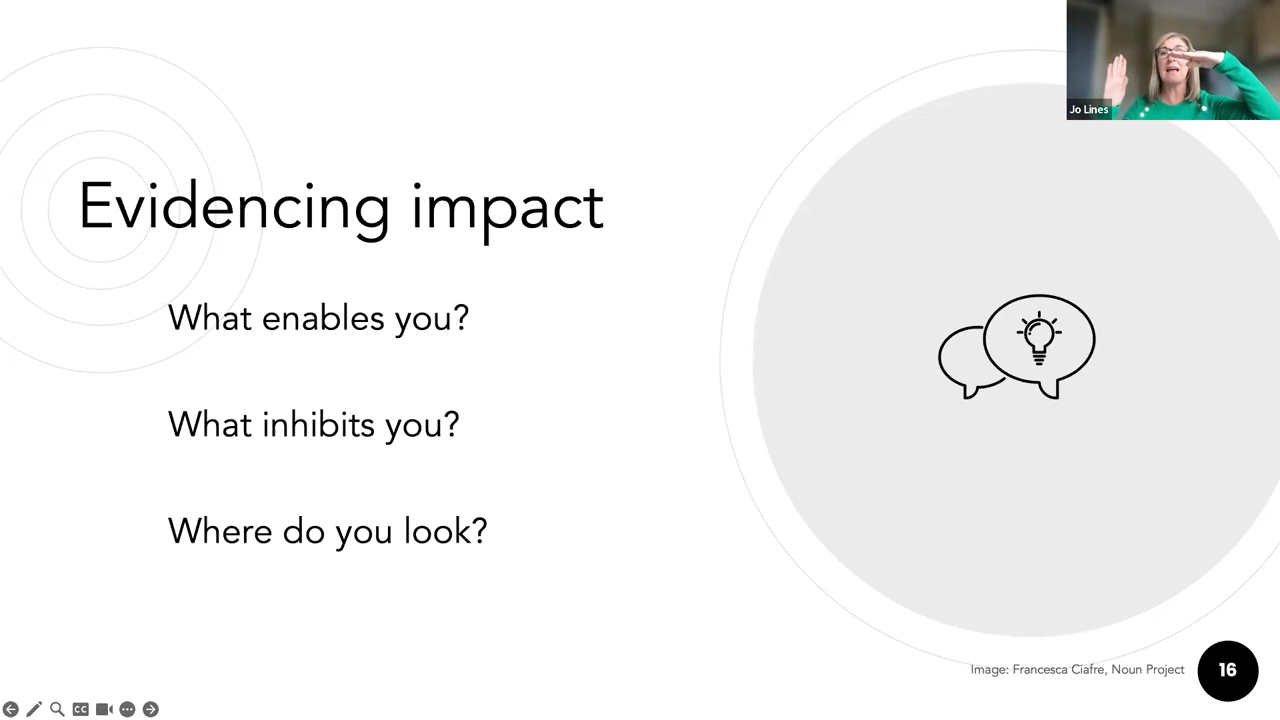 Jo Lines
Evidencing impact
What enables you?
What inhibits you?
Where do you look?
Image: Francesca Ciafre, Noun Project
16
CC